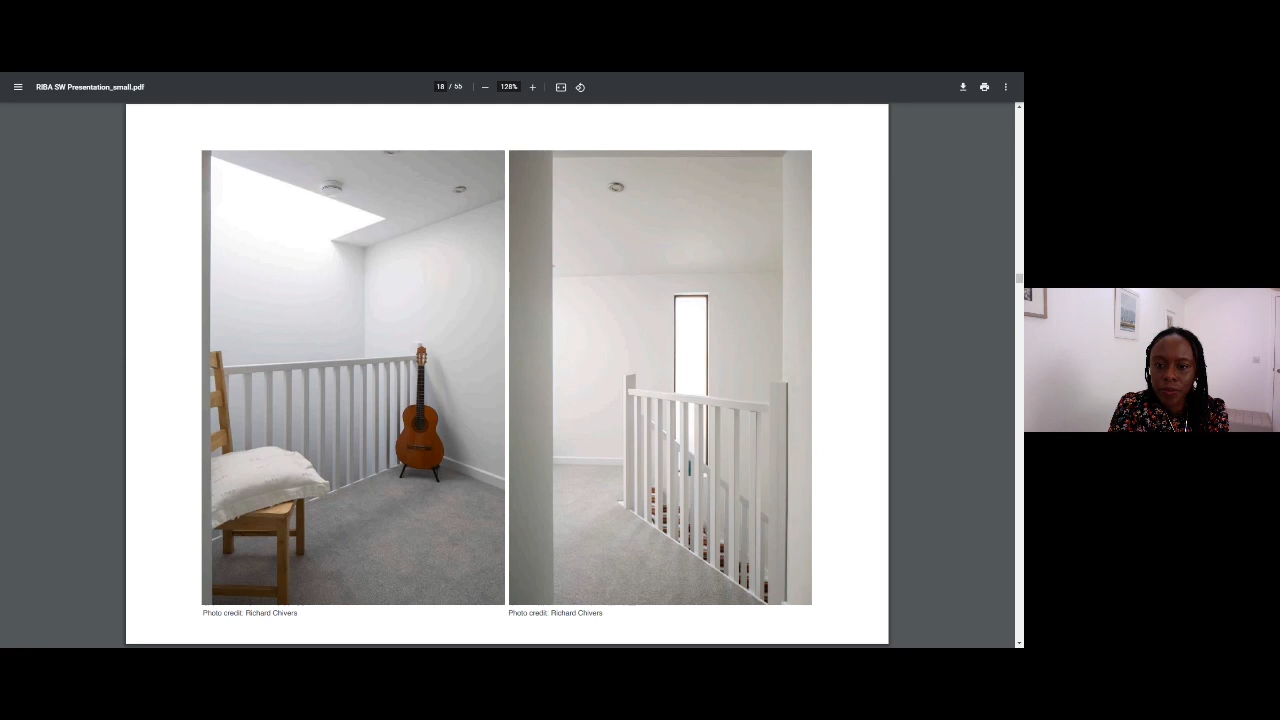 RIBA SW Presentation_small.pdf
18 / 55
128%
Photo credit: Richard Chivers
Photo credit: Richard Chivers